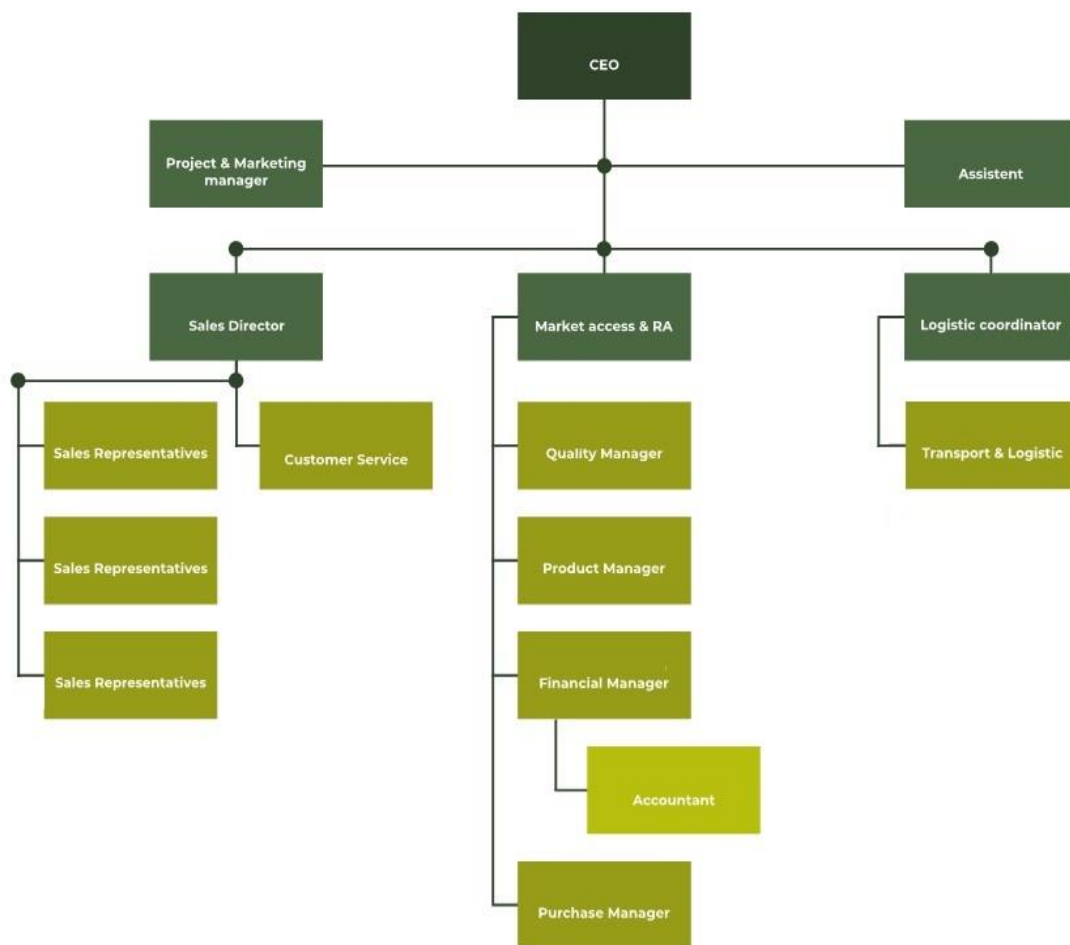 CEO
Project & Marketing
manager
Assistent
Sales Director
Market access & RA
Logistic coordinator
Sales Representatives
Customer Service
Quality Manager
Transport & Logistic
Sales Representatives
Product Manager
Sales Representatives
Financial Manager
Accountant
Purchase Manager